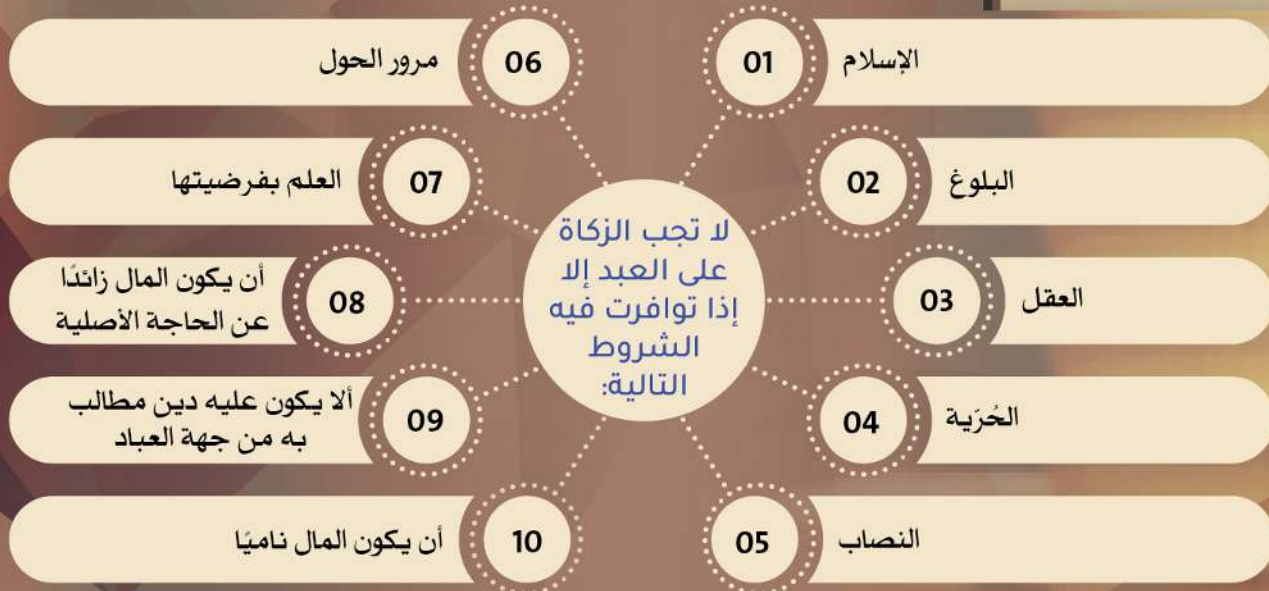 لا تجب الزكاة
على العبد إلا
إذا توافرت فيه
الشروط
التالية:
01
الإسلام
02
البلوغ
03
العقل
04
الحُرّية
05
النصاب
06
مرور الحول
07
العلم بفرضيتها
08
أن يكون المال زائدًا
عن الحاجة الأصلية
09
ألا يكون عليه دين مطالب
به من جهة العباد
10
أن يكون المال ناميًا